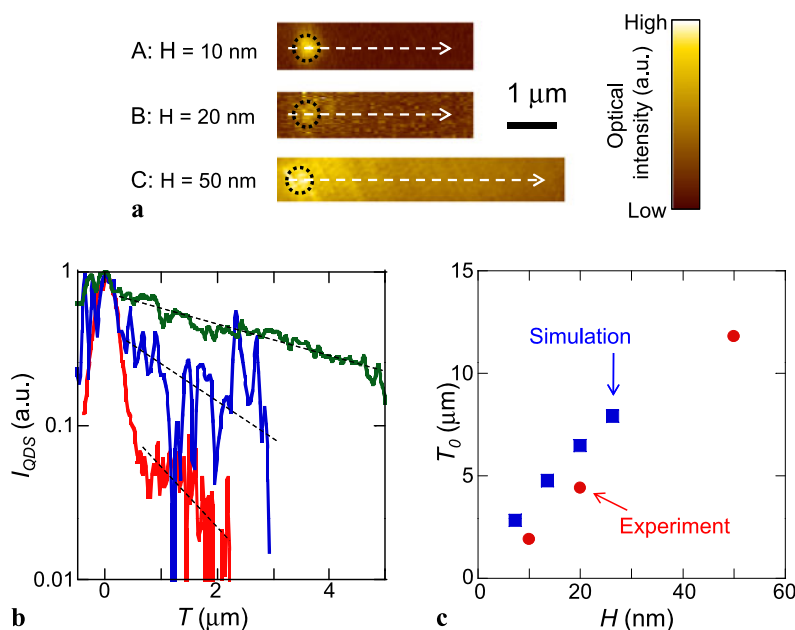 A: H = 10 nm
B: H = 20 nm
C: H = 50 nm
a
1 μm
High
Low
Optical
intensity (a.u.)
1
0.1
0.01
I_QDS (a.u.)
0
2
4
T (μm)
b
15
10
5
0
T_0 (μm)
Simulation
Experiment
0
20
40
60
H (nm)
c